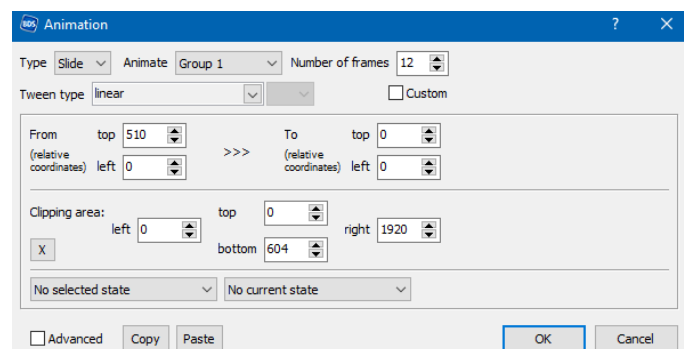 BDS Animation ? X
Type Slide Animate Group 1 Number of frames 12
Tween type linear Custom
From top 510 >>> To top 0
(relative coordinates) left 0 (relative coordinates) left 0
Clipping area: left 0 top 0 right 1920
X bottom 604
No selected state No current state
Advanced Copy Paste OK Cancel